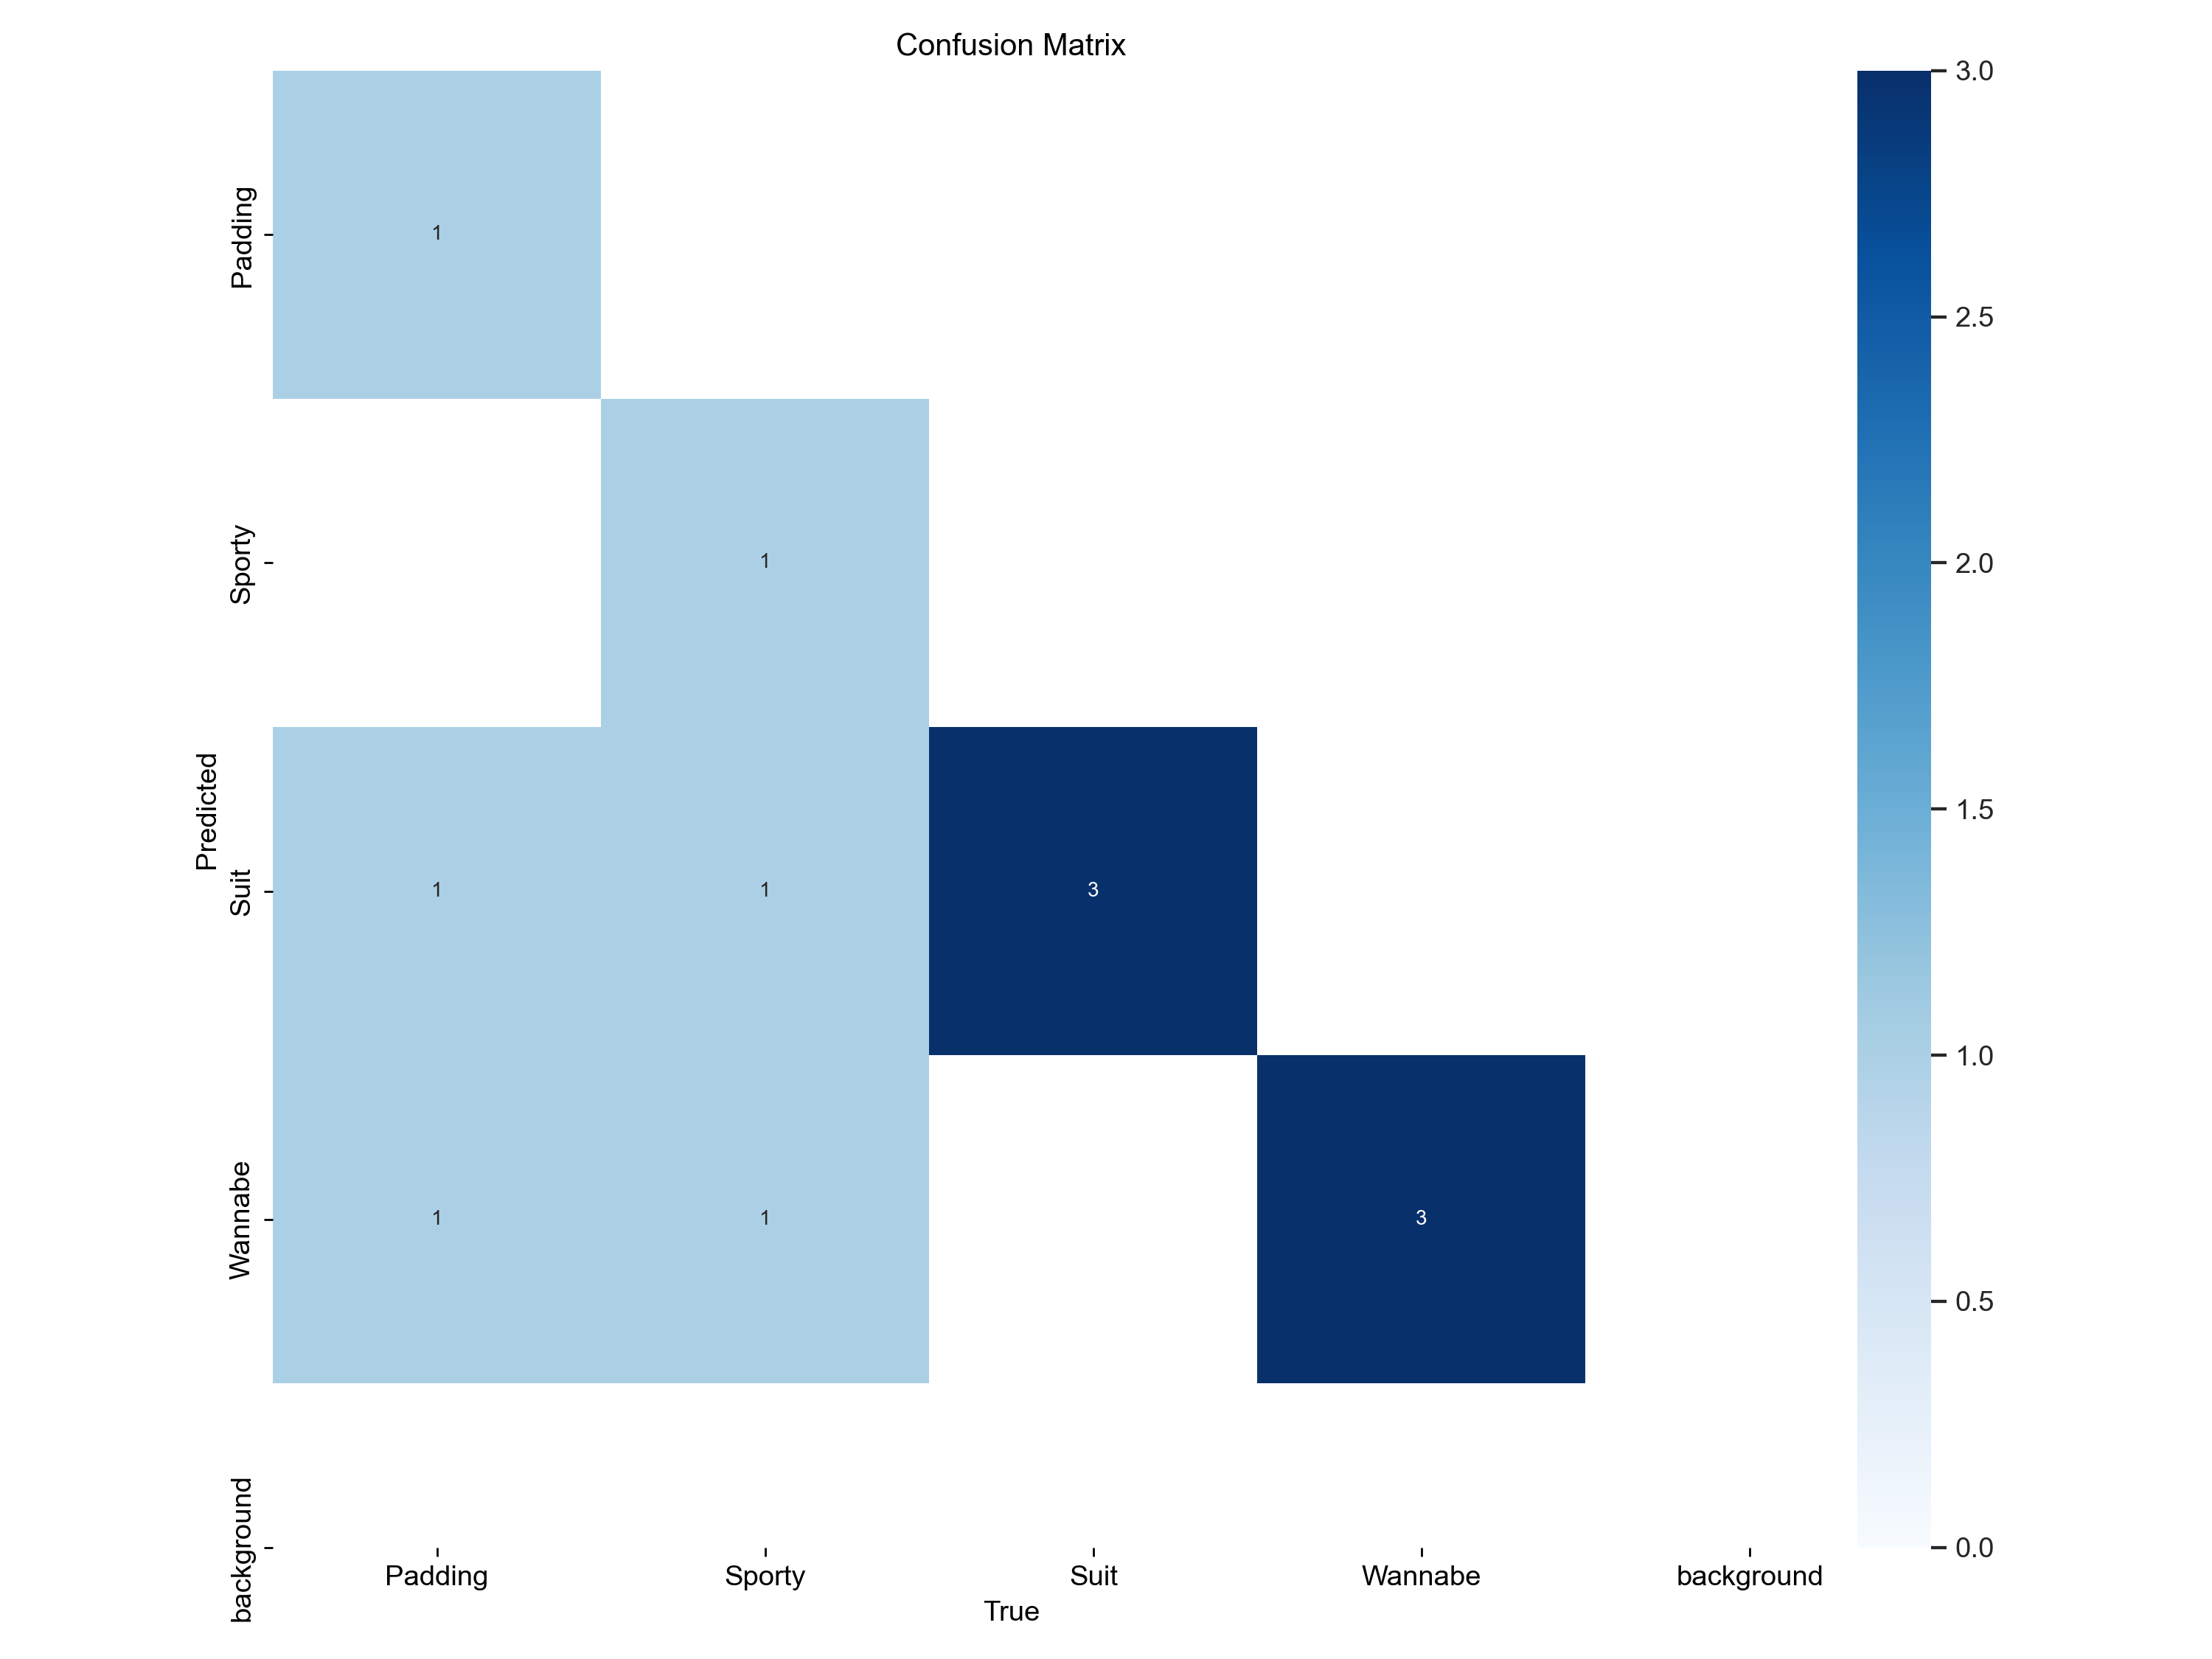 Confusion Matrix
Padding
1
Sporty
1
Predicted
Suit
1 1 3
Wannabe
1 1 3
background
Padding Sporty Suit Wannabe background
True
3.0
2.5
2.0
1.5
1.0
0.5
0.0